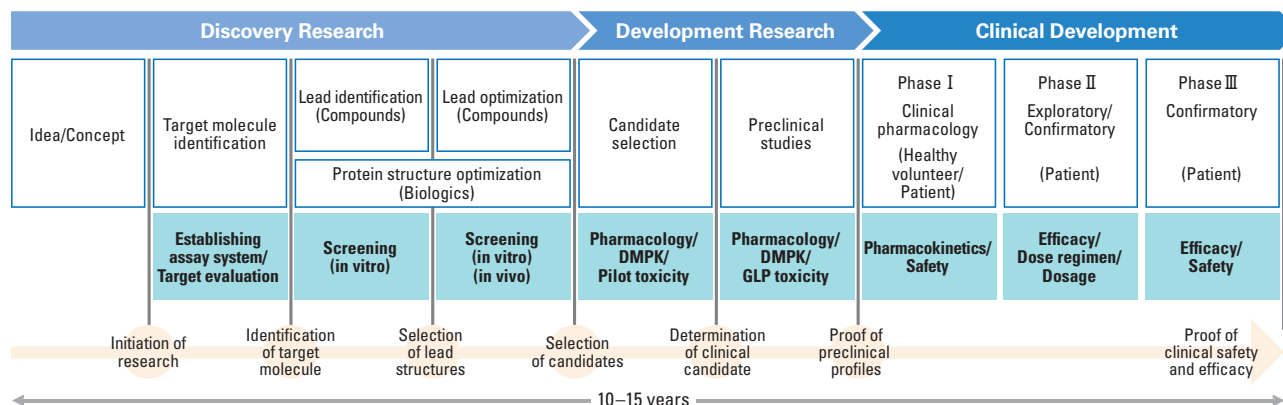 Discovery Research
Development Research
Clinical Development
Idea/Concept
Target molecule
identification
Lead identification
(Compounds)
Lead optimization
(Compounds)
Protein structure optimization
(Biologics)
Candidate
selection
Preclinical
studies
Phase Ⅰ
Clinical
pharmacology
(Healthy
volunteer/
Patient)
Phase Ⅱ
Exploratory/
Confirmatory
(Patient)
Phase Ⅲ
Confirmatory
(Patient)
Establishing
assay system/
Target evaluation
Screening
(in vitro)
Screening
(in vitro)
(in vivo)
Pharmacology/
DMPK/
Pilot toxicity
Pharmacology/
DMPK/
GLP toxicity
Pharmacokinetics/
Safety
Efficacy/
Dose regimen/
Dosage
Efficacy/
Safety
Initiation of
research
Identification
of target
molecule
Selection
of lead
structures
Selection
of candidates
Determination
of clinical
candidate
Proof of
preclinical
profiles
Proof of
clinical safety
and efficacy
10–15 years